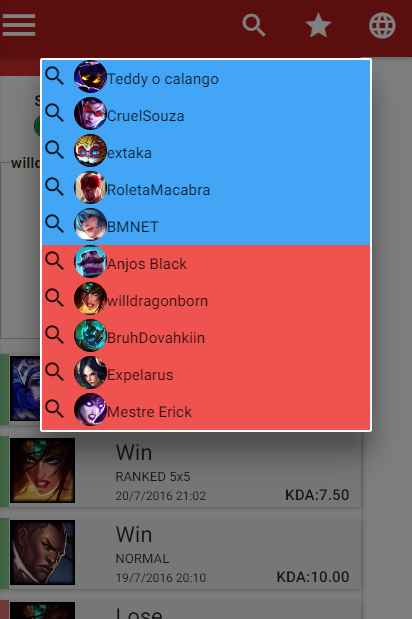 S
Teddy o calango
CruelSouza
extaka
willd
RoletaMacabra
BMNET
Anjos Black
willdragonborn
BruhDovahkiin
Expelarus
Mestre Erick
Win
RANKED 5x5
20/7/2016 21:02
KDA:7.50
Win
NORMAL
19/7/2016 20:10
KDA:10.00
Lose